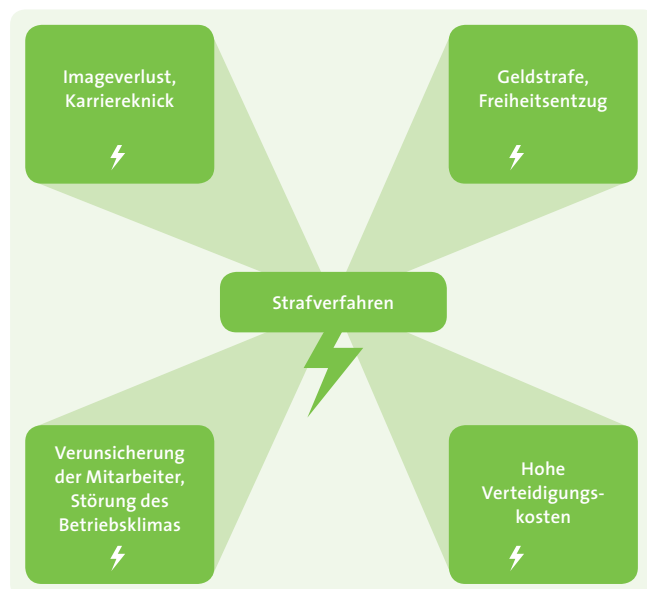 Imageverlust,
Karriereknick
Geldstrafe,
Freiheitsentzug
Strafverfahren
Verunsicherung
der Mitarbeiter,
Störung des
Betriebsklimas
Hohe
Verteidigungs-
kosten